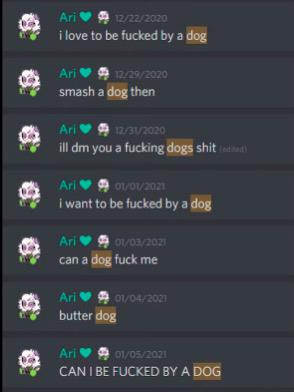 Ari 12/22/2020
i love to be fucked by a dog
Ari 12/29/2020
smash a dog then
Ari 12/31/2020
ill dm you a fucking dogs shit (edited)
Ari 01/01/2021
i want to be fucked by a dog
Ari 01/03/2021
can a dog fuck me
Ari 01/04/2021
butter dog
Ari 01/05/2021
CAN I BE FUCKED BY A DOG